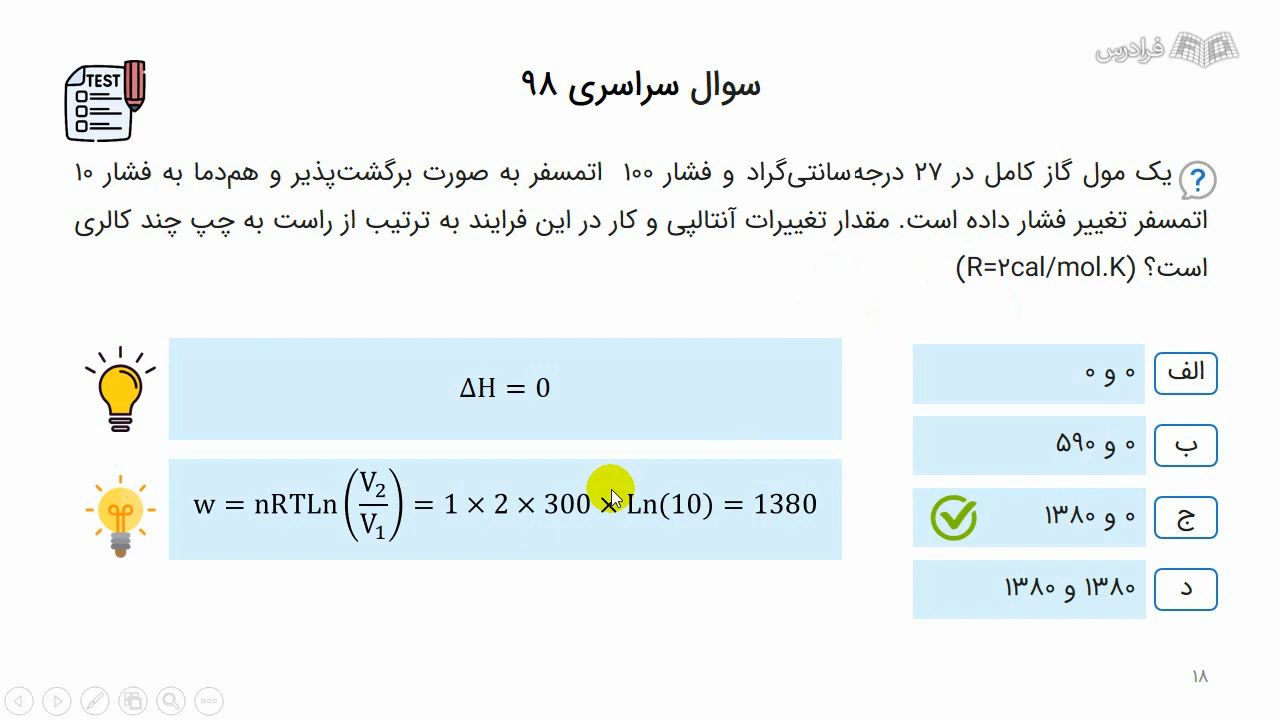 فرادرس
TEST
سوال سراسری ۹۸
?
یک مول گاز کامل در ۲۷ درجه‌سانتی‌گراد و فشار ۱۰۰ اتمسفر به صورت برگشت‌پذیر و هم‌دما به فشار ۱۰
اتمسفر تغییر فشار داده است. مقدار تغییرات آنتالپی و کار در این فرایند به ترتیب از راست به چپ چند کالری
است؟ (R=۲cal/mol.K)
الف
۰ و ۰
ب
۰ و ۵۹۰
ج
۰ و ۱۳۸۰
د
۱۳۸۰ و ۱۳۸۰
ΔH = 0
w = nRTLn(V₂/V₁) = 1 × 2 × 300 × Ln(10) = 1380
۱۸